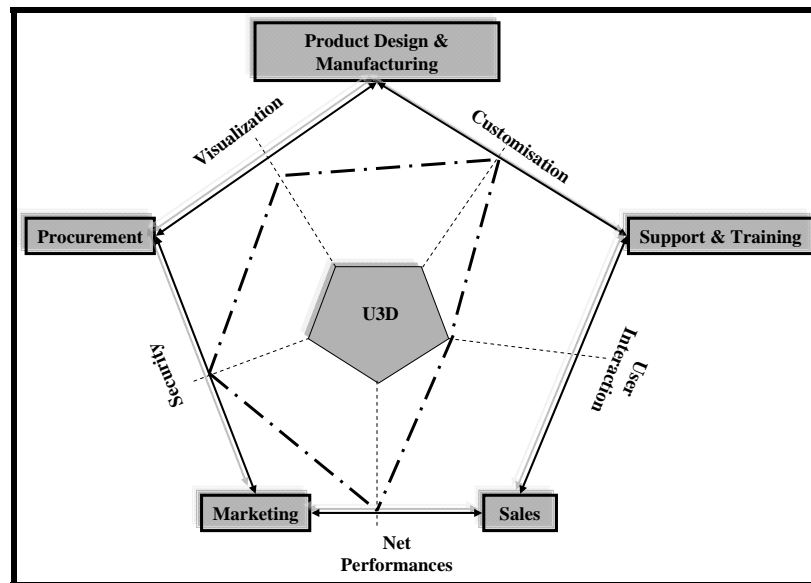 Product Design &
Manufacturing
Visualization
Customisation
Procurement
Support & Training
U3D
Security
User
Interaction
Marketing
Sales
Net
Performances